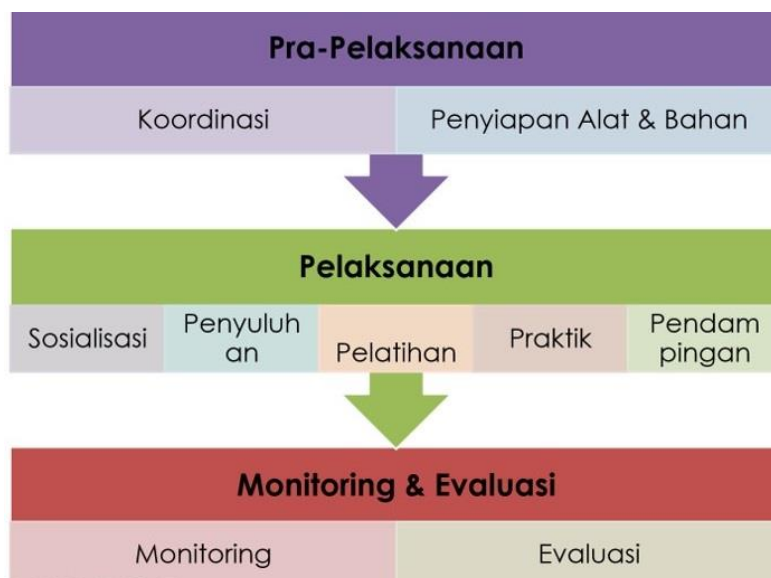 Pra-Pelaksanaan
Koordinasi
Penyiapan Alat & Bahan
Pelaksanaan
Sosialisasi
Penyuluh
an
Pelatihan
Praktik
Pendam
pingan
Monitoring & Evaluasi
Monitoring
Evaluasi